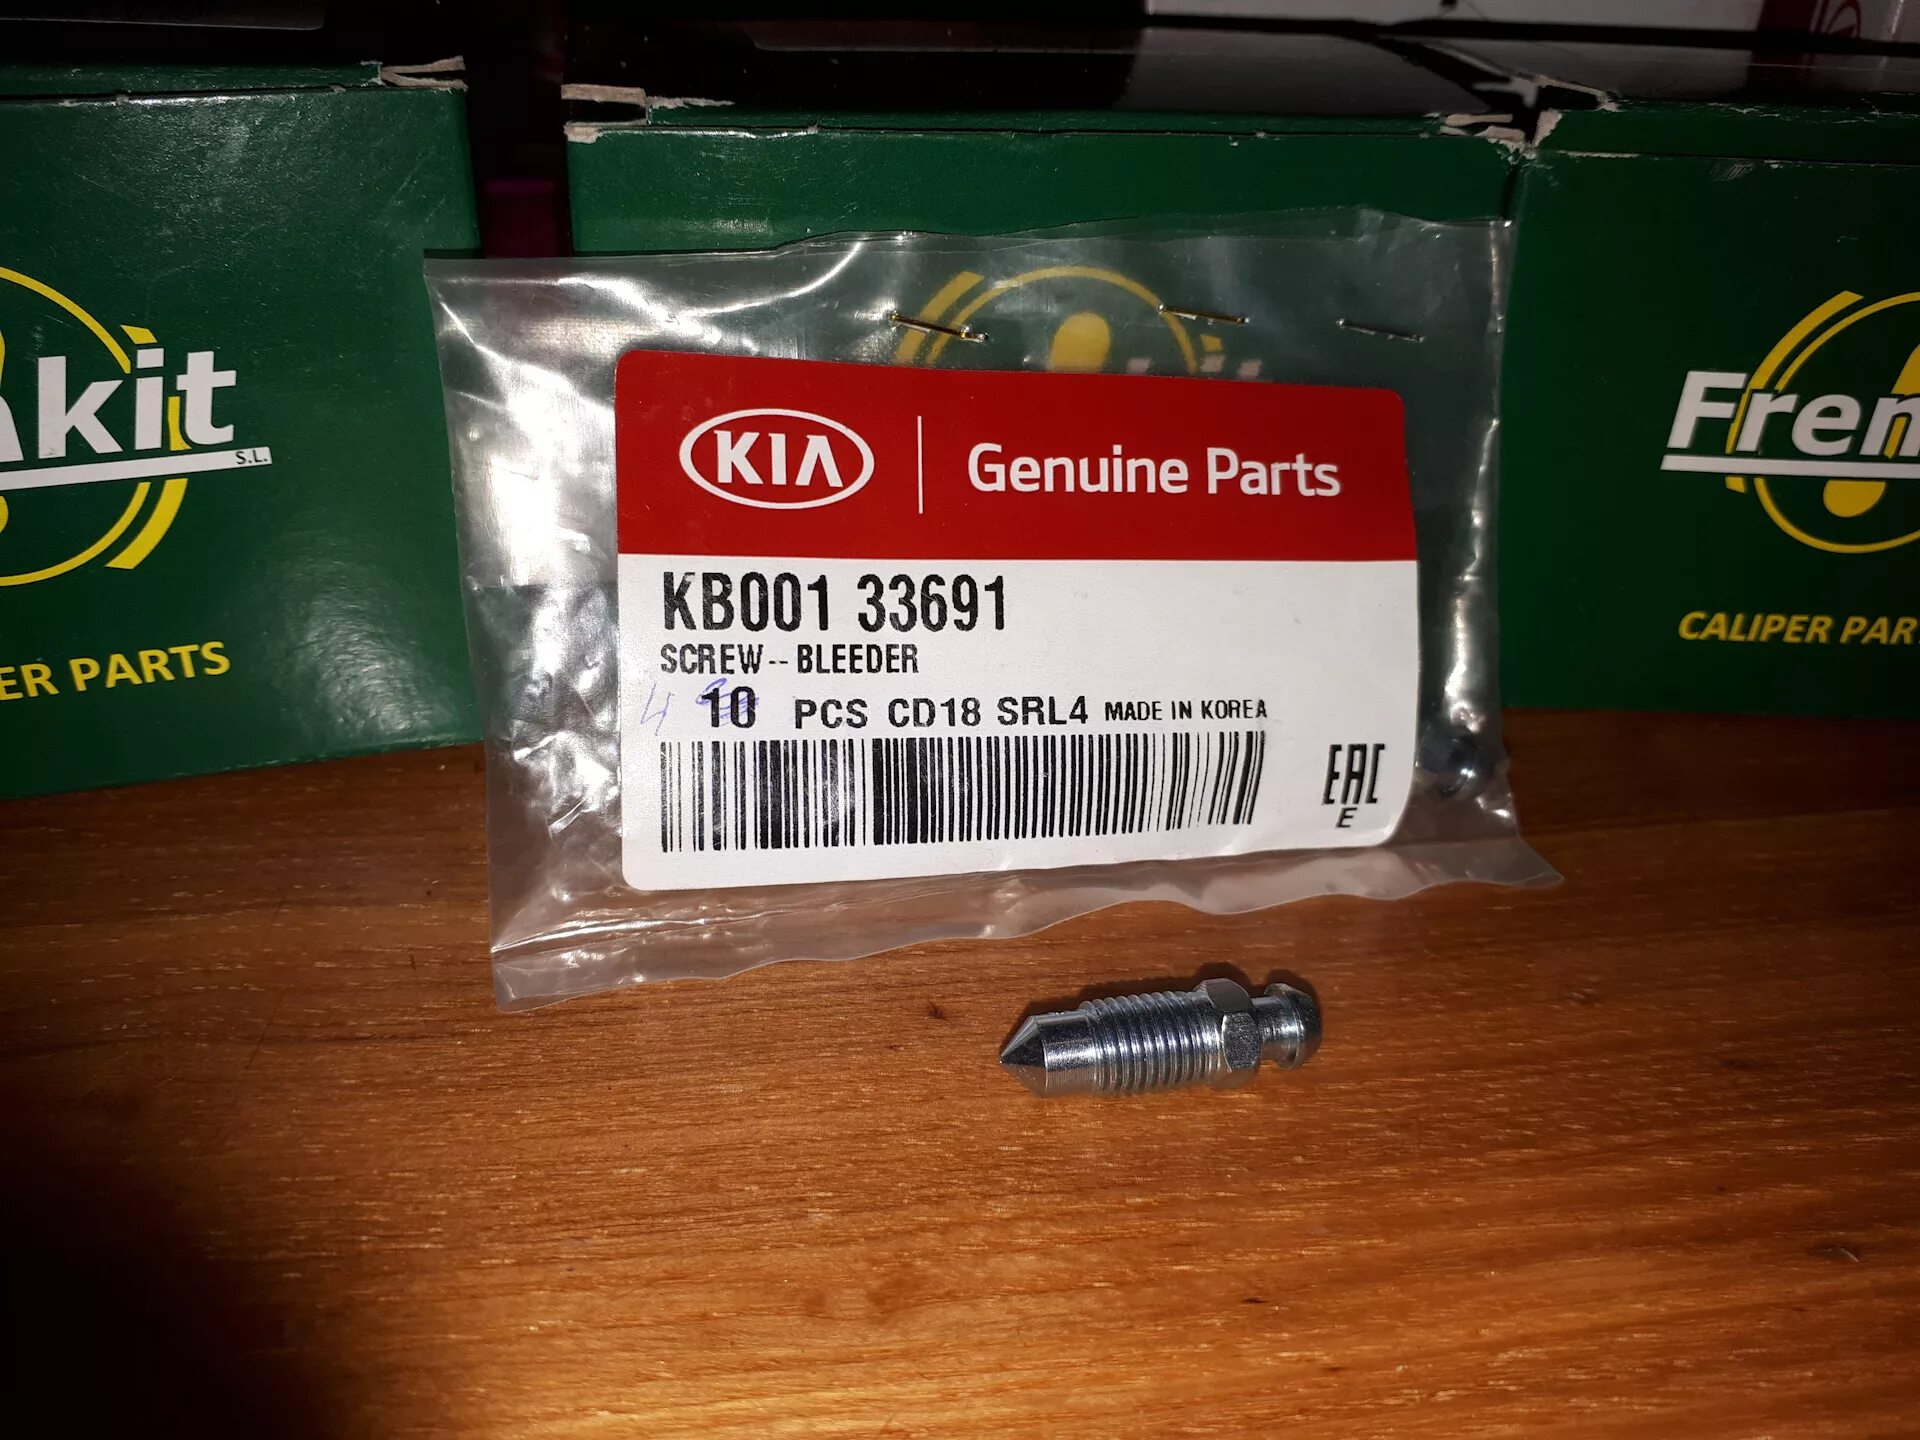 kit
S.L.
ER PARTS
KIA
Genuine Parts
KB001 33691
SCREW-- BLEEDER
4 10 PCS CD18 SRL4 MADE IN KOREA
EAC
E
Fren
CALIPER PAR